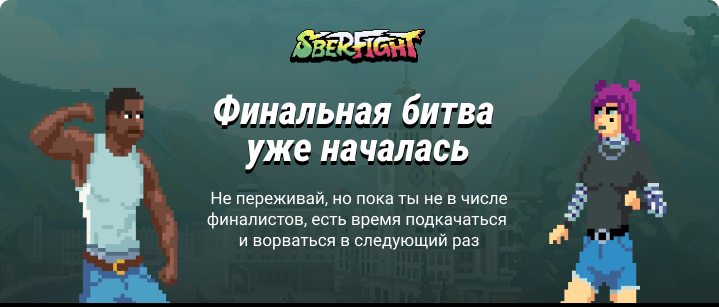 SBERFIGHT
Финальная битва
уже началась
Не переживай, но пока ты не в числе
финалистов, есть время подкачаться
и ворваться в следующий раз